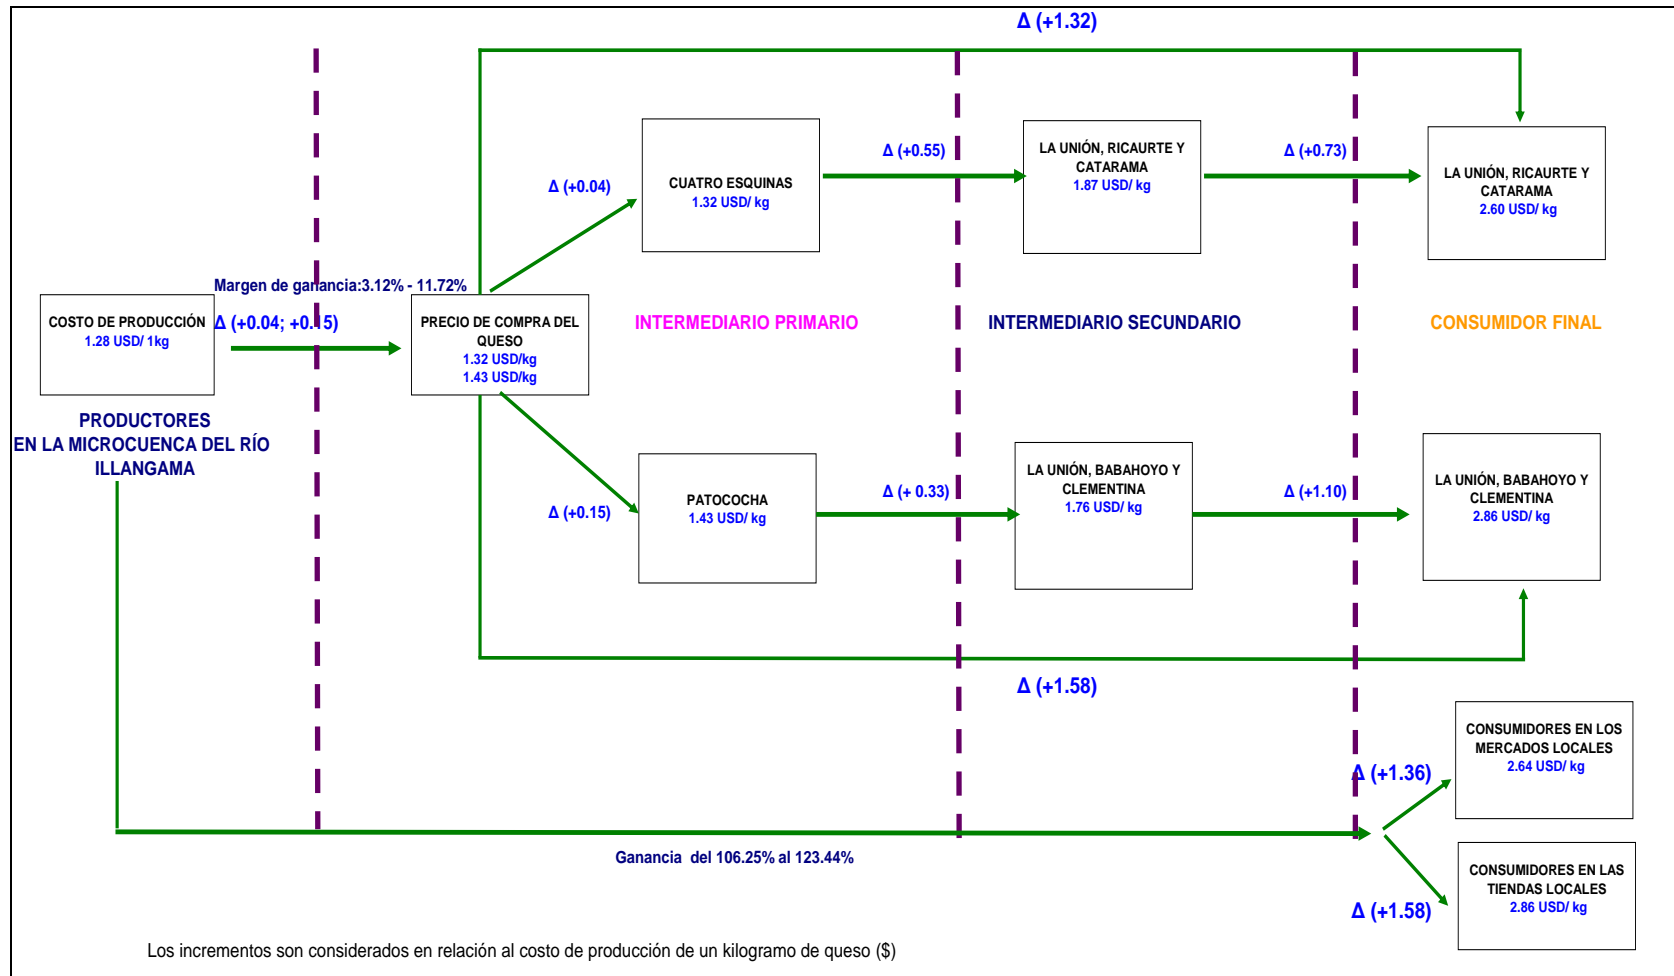 Δ (+1.32)
CUATRO ESQUINAS
1.32 USD/ kg
Δ (+0.04)
Δ (+0.55)
LA UNIÓN, RICAURTE Y
CATARAMA
1.87 USD/ kg
Δ (+0.73)
LA UNIÓN, RICAURTE Y
CATARAMA
2.60 USD/ kg
Margen de ganancia:3.12% - 11.72%
COSTO DE PRODUCCIÓN
1.28 USD/ 1kg
Δ (+0.04; +0.15)
PRECIO DE COMPRA DEL
QUESO
1.32 USD/kg
1.43 USD/kg
INTERMEDIARIO PRIMARIO
INTERMEDIARIO SECUNDARIO
CONSUMIDOR FINAL
PRODUCTORES
EN LA MICROCUENCA DEL RÍO
ILLANGAMA
Δ (+0.15)
PATOCOCHA
1.43 USD/ kg
Δ (+ 0.33)
LA UNIÓN, BABAHOYO Y
CLEMENTINA
1.76 USD/ kg
Δ (+1.10)
LA UNIÓN, BABAHOYO Y
CLEMENTINA
2.86 USD/ kg
Δ (+1.58)
CONSUMIDORES EN LOS
MERCADOS LOCALES
2.64 USD/ kg
Δ (+1.36)
Ganancia del 106.25% al 123.44%
CONSUMIDORES EN LAS
TIENDAS LOCALES
2.86 USD/ kg
Δ (+1.58)
Los incrementos son considerados en relación al costo de producción de un kilogramo de queso ($)